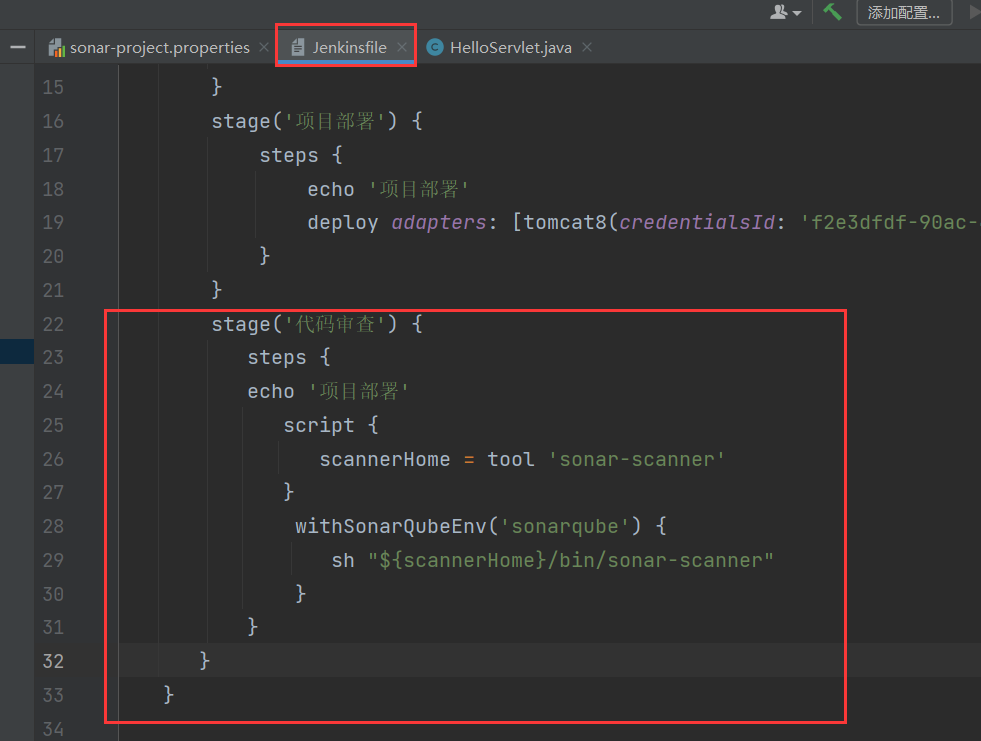 添加配置...
sonar-project.properties Jenkinsfile HelloServlet.java
15 }
16 stage('项目部署') {
17 steps {
18 echo '项目部署'
19 deploy adapters: [tomcat8(credentialsId: 'f2e3dfdf-90ac-
20 }
21 }
22 stage('代码审查') {
23 steps {
24 echo '项目部署'
25 script {
26 scannerHome = tool 'sonar-scanner'
27 }
28 withSonarQubeEnv('sonarqube') {
29 sh "${scannerHome}/bin/sonar-scanner"
30 }
31 }
32 }
33 }
34